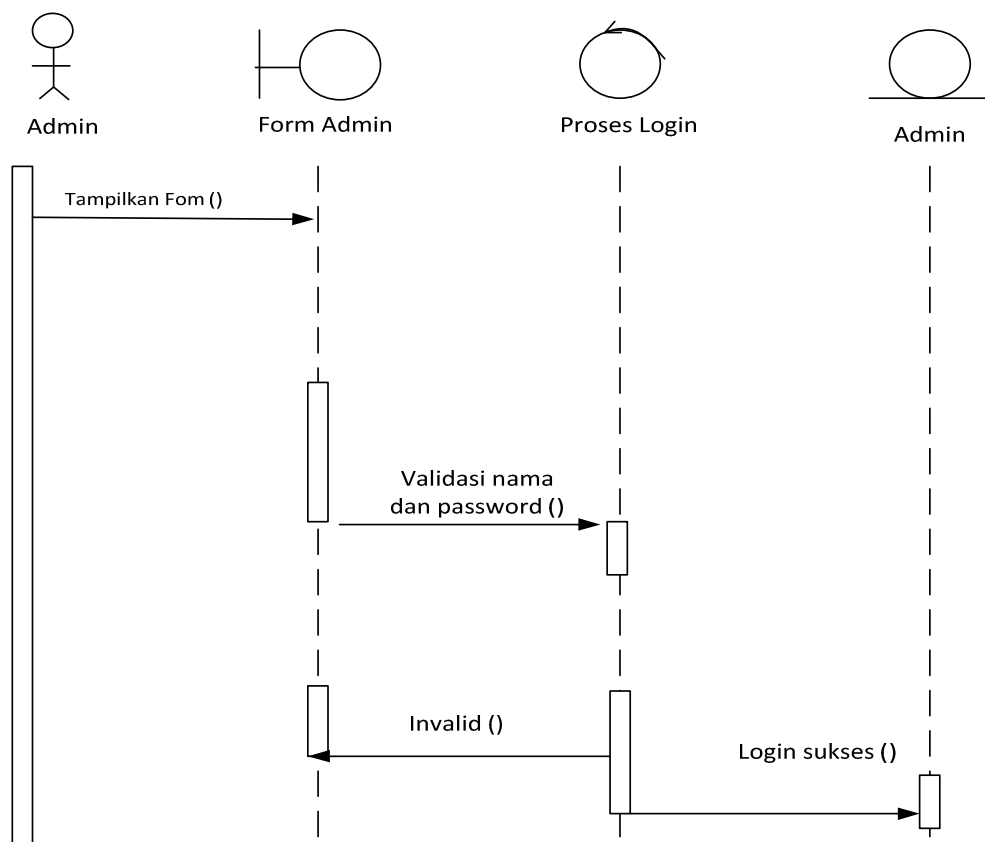 Admin
Form Admin
Proses Login
Admin
Tampilkan Fom ()
Validasi nama
dan password ()
Invalid ()
Login sukses ()